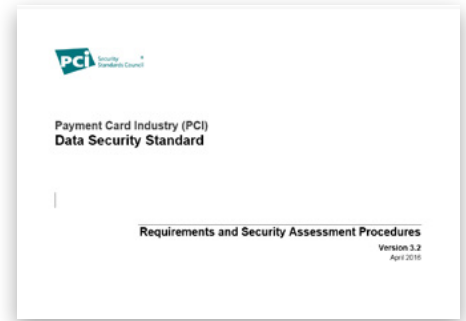 PCI
Security
Standards Council
Payment Card Industry (PCI)
Data Security Standard
Requirements and Security Assessment Procedures
Version 3.2
April 2016